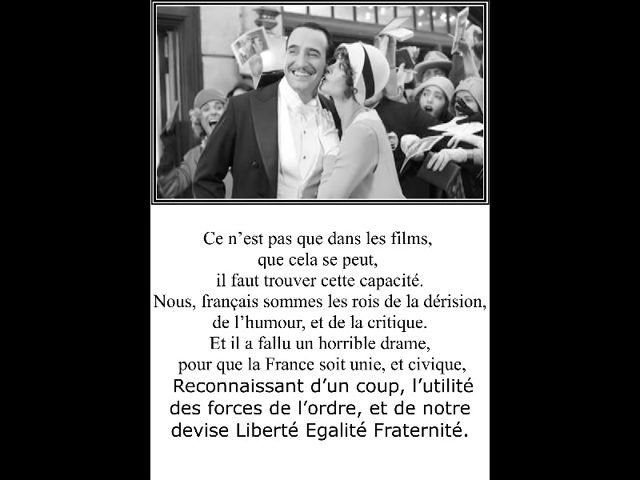 Ce n’est pas que dans les films,
que cela se peut,
il faut trouver cette capacité.
Nous, français sommes les rois de la dérision,
de l’humour, et de la critique.
Et il a fallu un horrible drame,
pour que la France soit unie, et civique,
Reconnaissant d’un coup, l’utilité
des forces de l’ordre, et de notre
devise Liberté Egalité Fraternité.